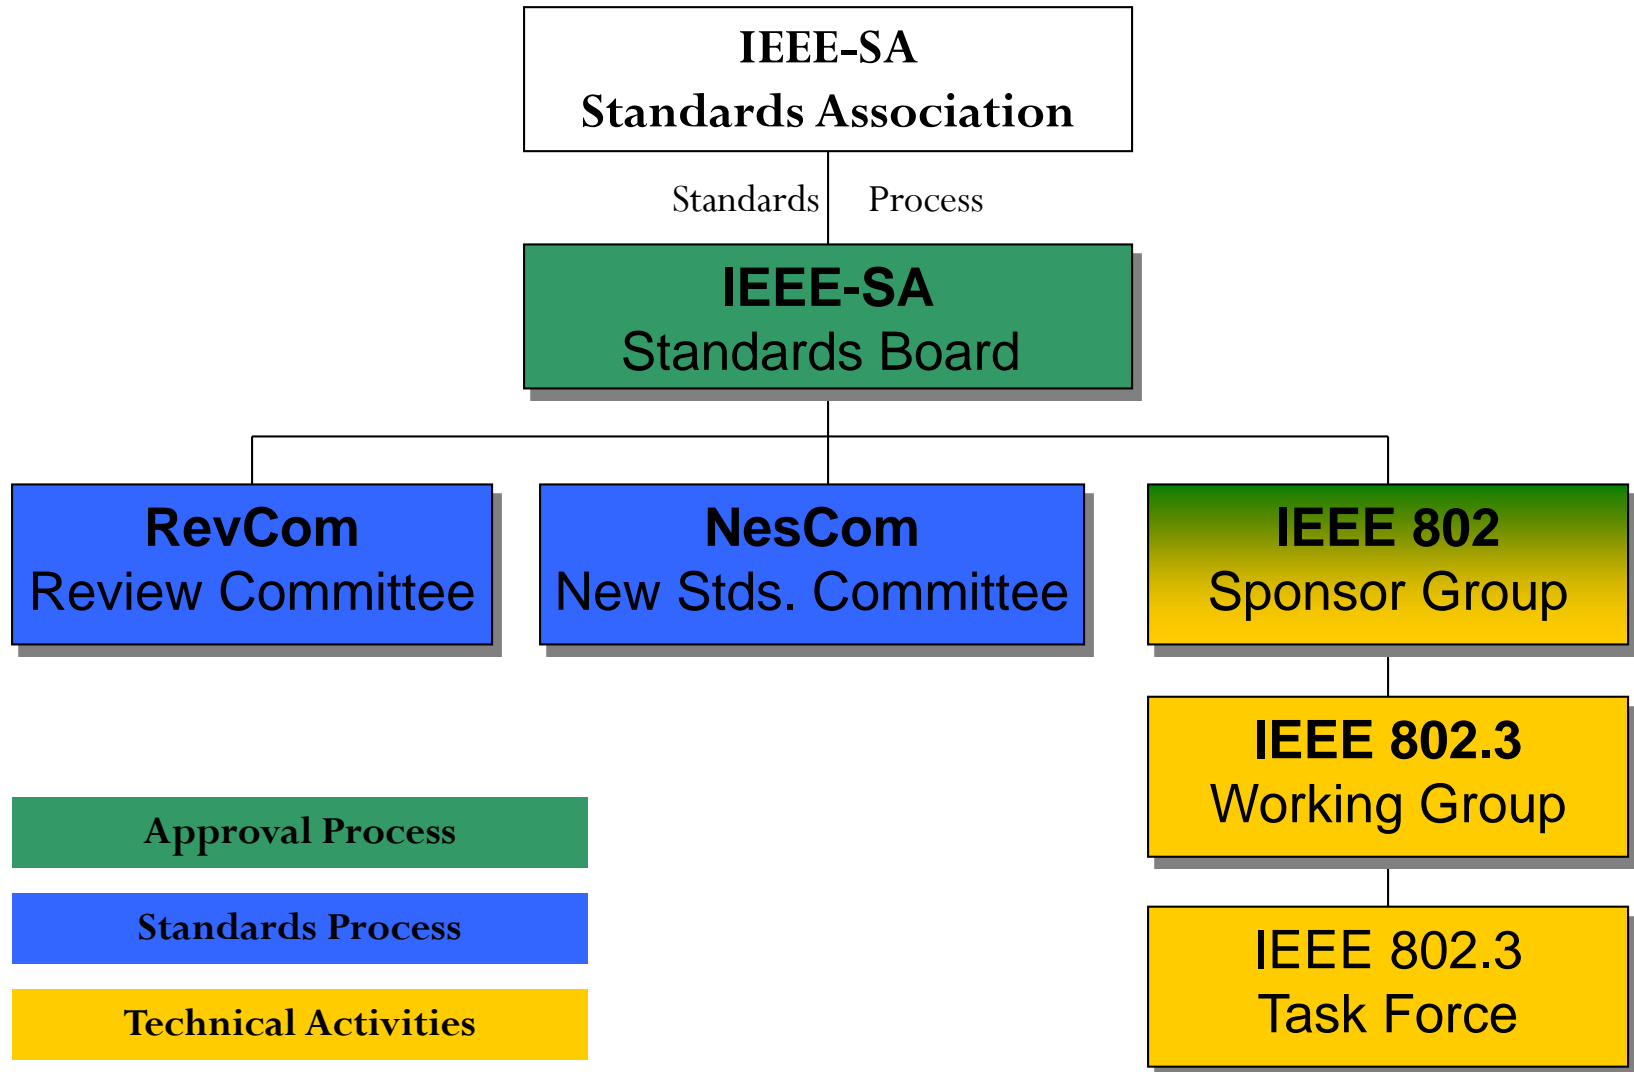 IEEE-SA
Standards Association
Standards Process
IEEE-SA
Standards Board
RevCom
Review Committee
NesCom
New Stds. Committee
IEEE 802
Sponsor Group
IEEE 802.3
Working Group
IEEE 802.3
Task Force
Approval Process
Standards Process
Technical Activities